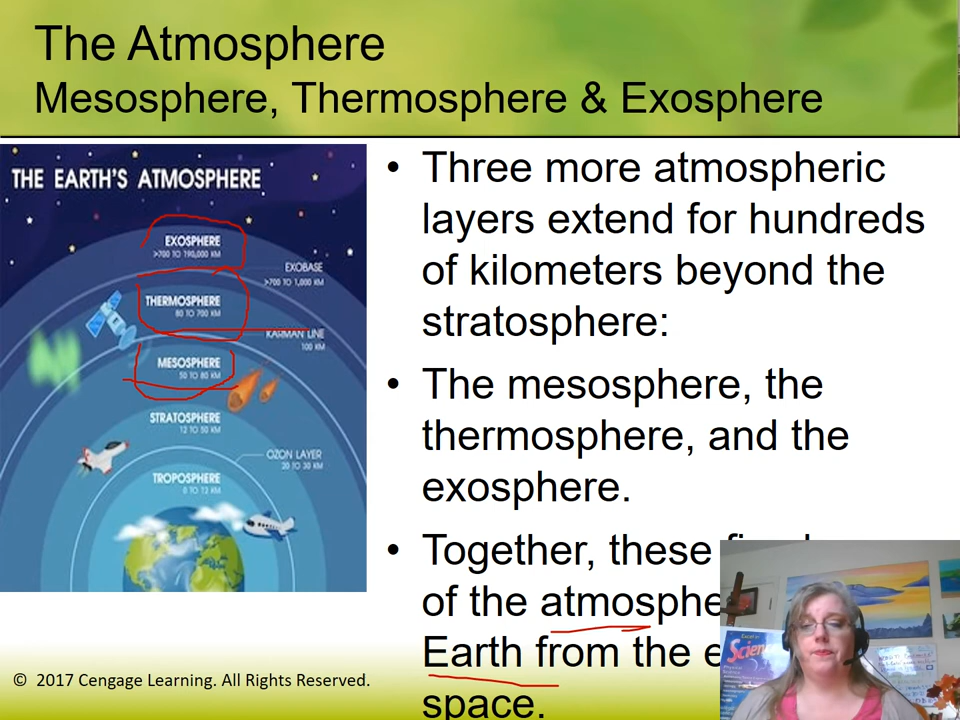 The Atmosphere
Mesosphere, Thermosphere & Exosphere
THE EARTH'S ATMOSPHERE
EXOSPHERE
>700 TO 190,000 KM
EXOBASE
>700 TO 1,000 KM
THERMOSPHERE
80 TO 700 KM
KARMAN LINE
100 KM
MESOSPHERE
50 TO 80 KM
STRATOSPHERE
12 TO 50 KM
OZON LAYER
20 TO 30 KM
TROPOSPHERE
0 TO 12 KM
• Three more atmospheric
layers extend for hundreds
of kilometers beyond the
stratosphere:
• The mesosphere, the
thermosphere, and the
exosphere.
• Together, these
of the
Earth from the
space.
© 2017 Cengage Learning. All Rights Reserved.
Science